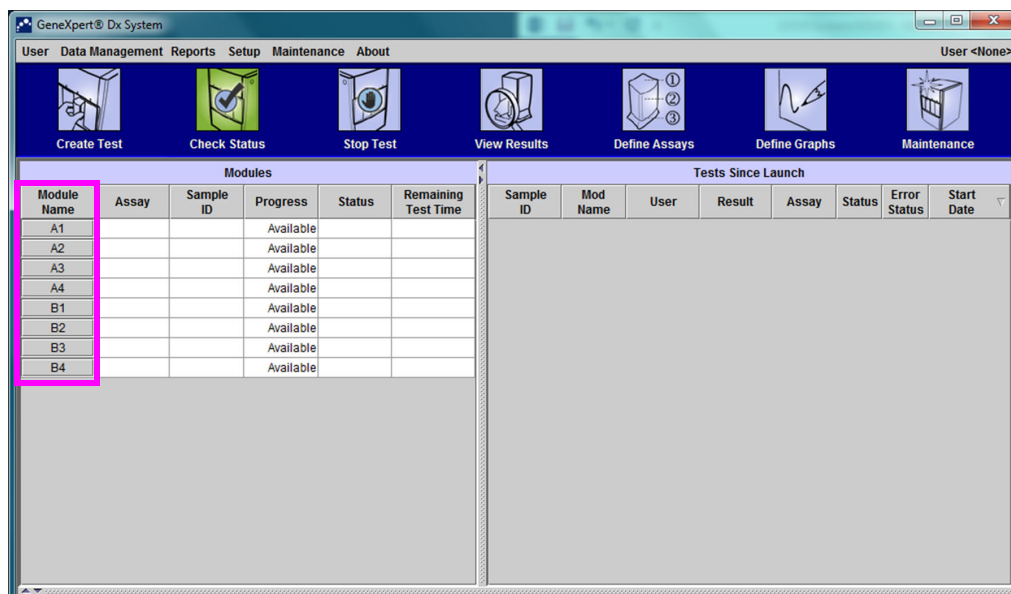 GeneXpert® Dx System
User Data Management Reports Setup Maintenance About User <None>
Create Test Check Status Stop Test View Results Define Assays Define Graphs Maintenance
① ② ③
Modules
Module Name Assay Sample ID Progress Status Remaining Test Time
A1 Available
A2 Available
A3 Available
A4 Available
B1 Available
B2 Available
B3 Available
B4 Available
Tests Since Launch
Sample ID Mod Name User Result Assay Status Error Status Start Date